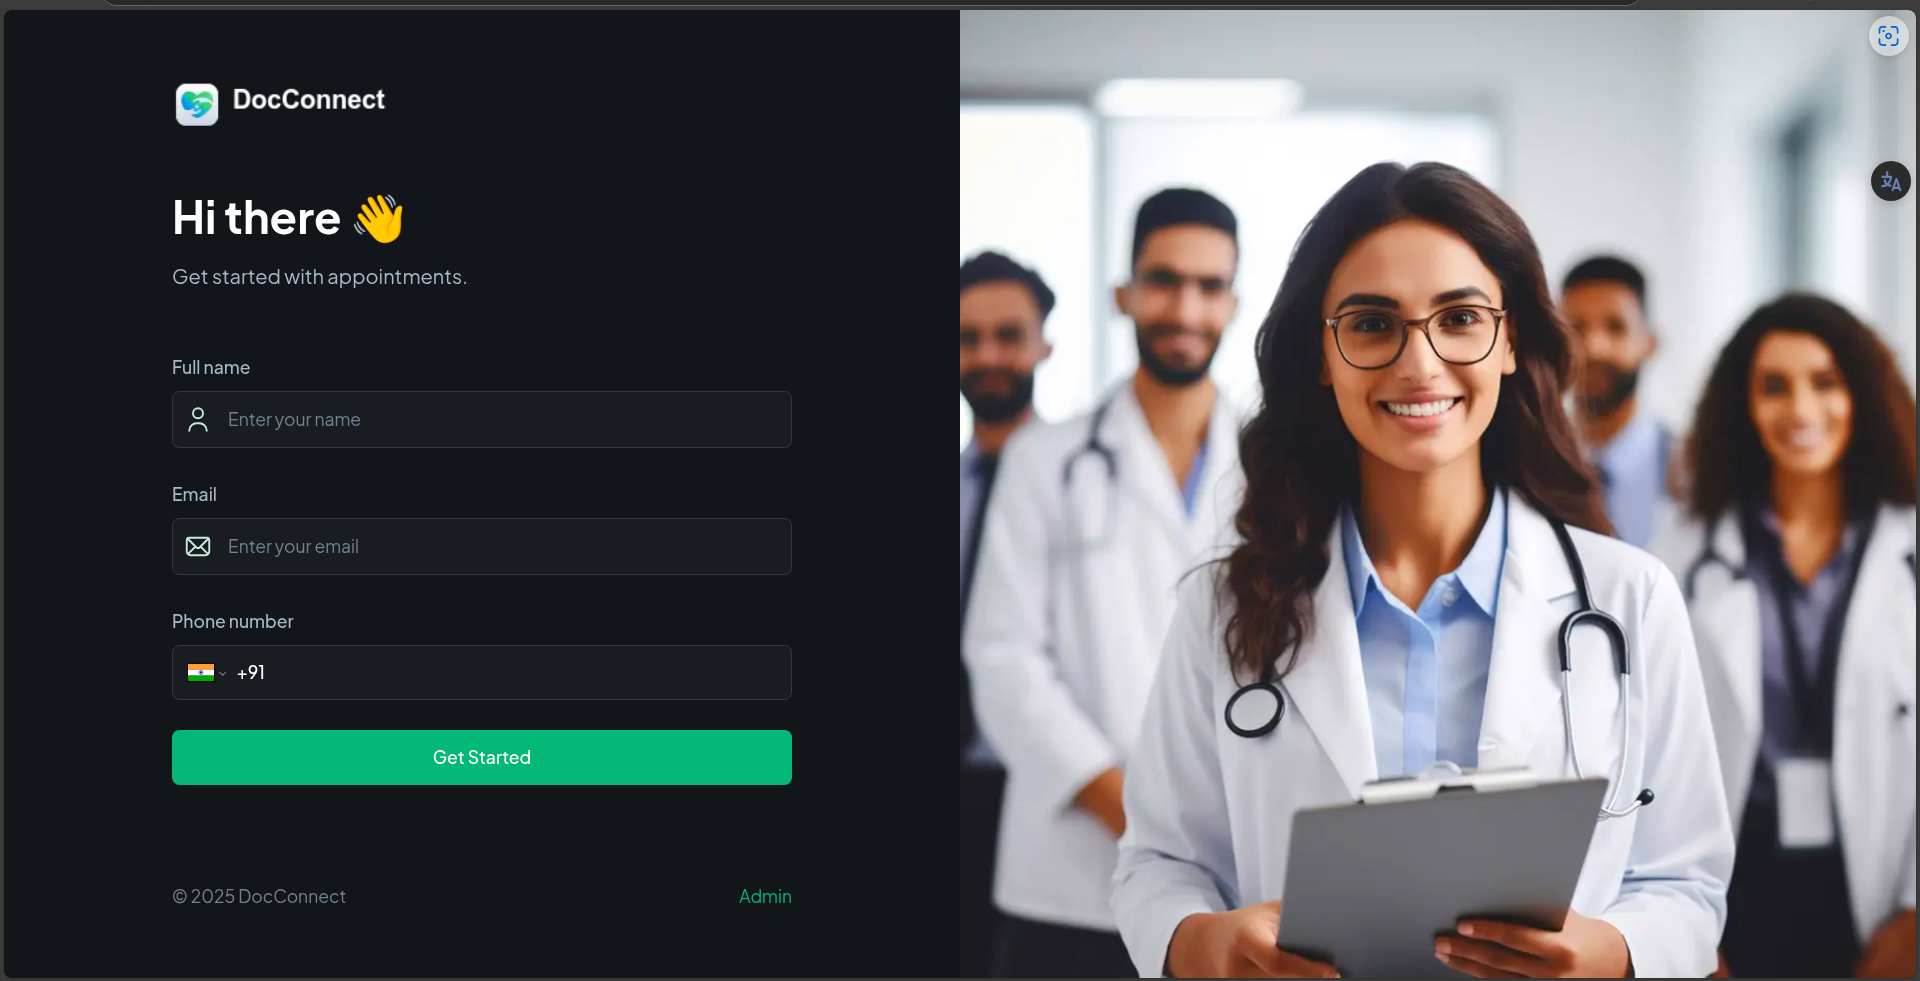 DocConnect
Hi there 👋
Get started with appointments.
Full name
Enter your name
Email
Enter your email
Phone number
+91
Get Started
© 2025 DocConnect
Admin